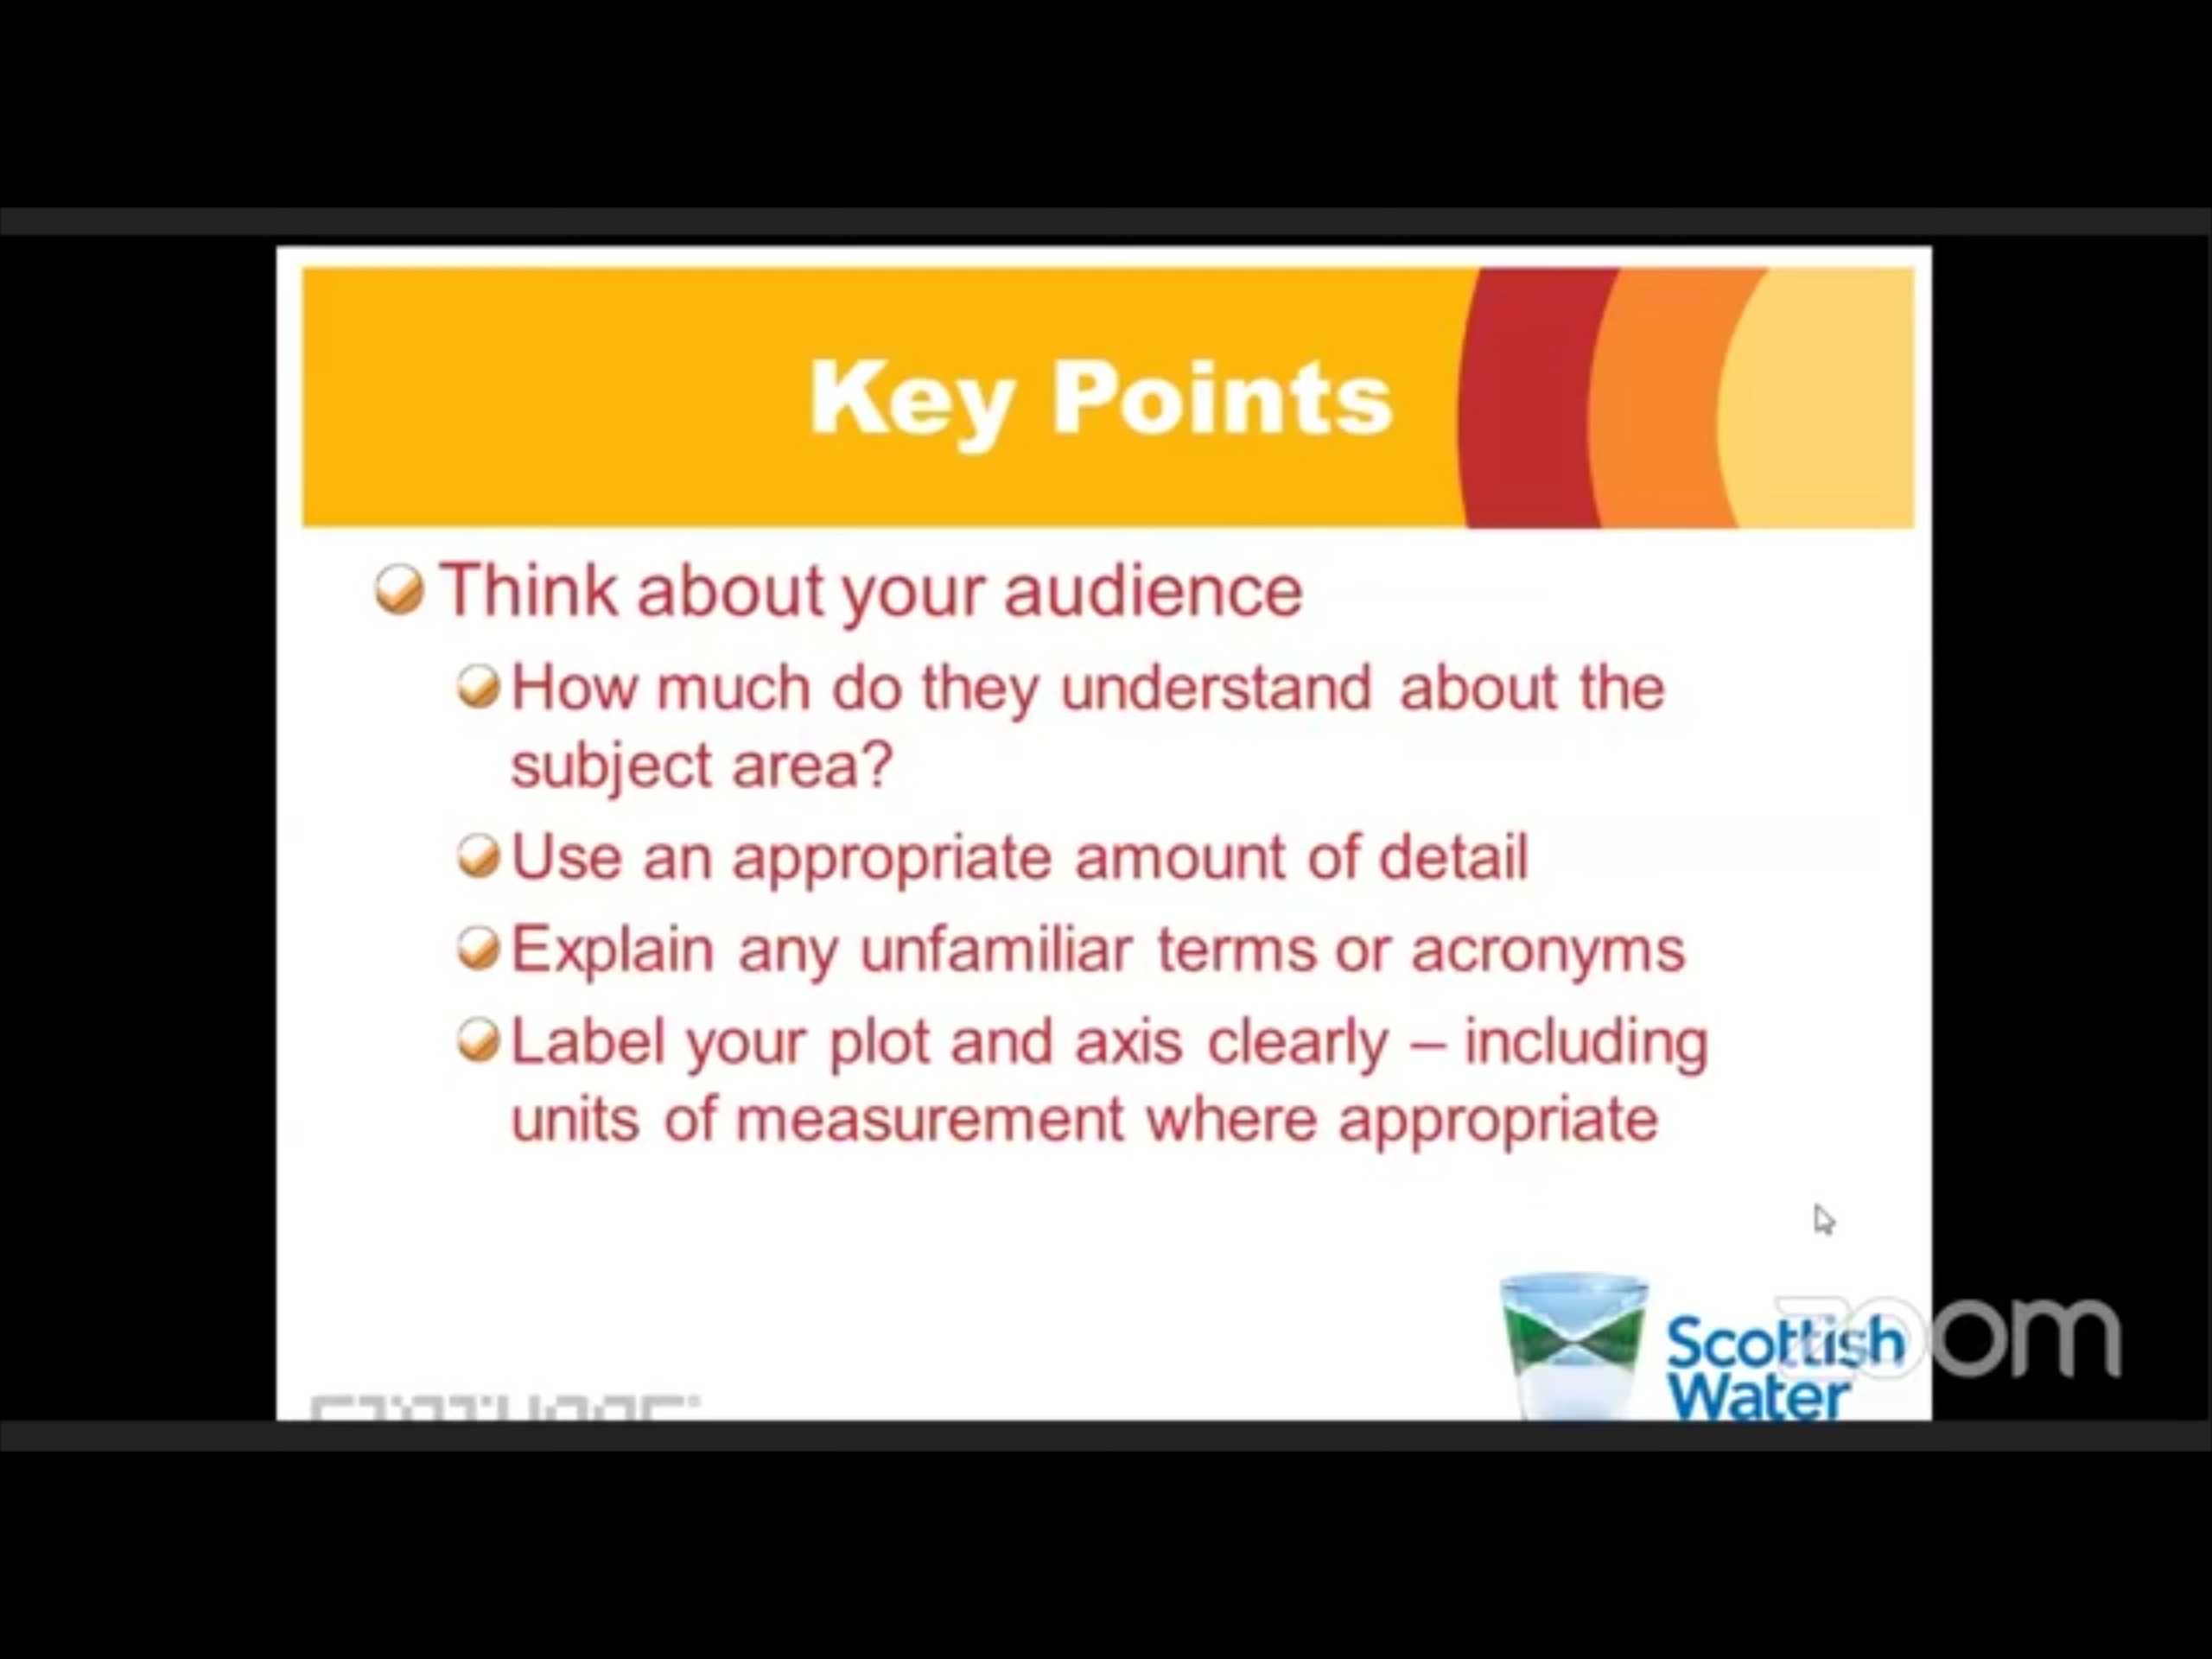 Key Points
Think about your audience
How much do they understand about the
subject area?
Use an appropriate amount of detail
Explain any unfamiliar terms or acronyms
Label your plot and axis clearly – including
units of measurement where appropriate
Scottish
Water
zoom